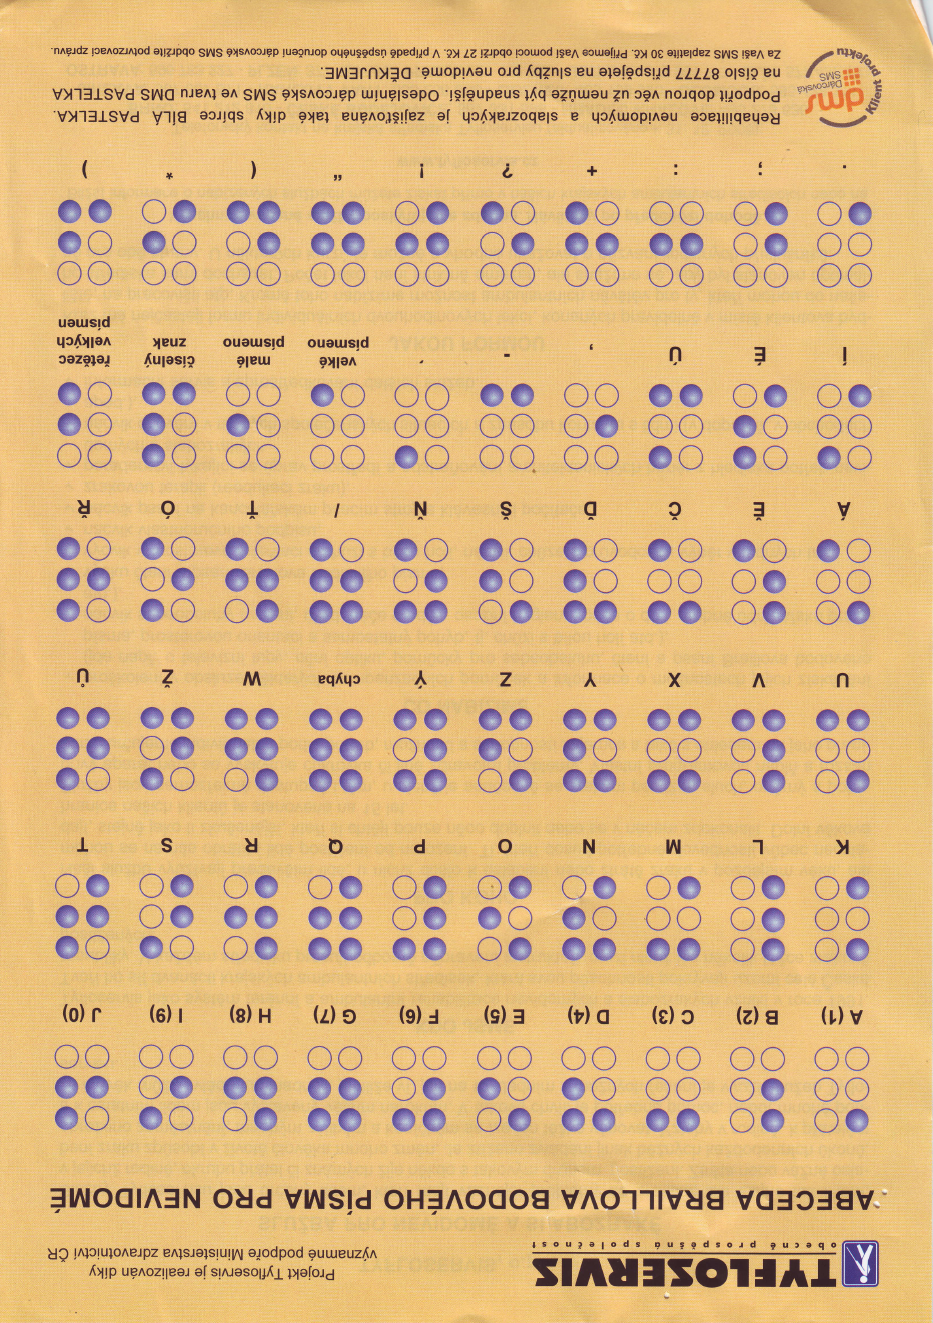 TYFLOSERVIS
obecně prospěšná společnost
Projekt Tyfloservis je realizován díky
významné podpoře Ministerstva zdravotnictví ČR
ABECEDA BRAILLOVA BODOVÉHO PÍSMA PRO NEVIDOMÉ
A (1) B (2) C (3) D (4) E (5) F (6) G (7) H (8) I (9) J (0)
K L M N O P Q R S T
U V X Y Z Ý chyba W Ž Ů
Á Ě Č Ď Š Ň / Ť Ó Ř
Í É Ú , - . velké písmeno malé písmeno číselný znak řetězec velkých písmen
. ; : + ? ! „ ( * )
Klient projektu
dms
Dárcovská
SMS
Rehabilitace nevidomých a slabozrakých je zajišťována také díky sbírce BÍLÁ PASTELKA.
Podpořit dobrou věc už nemůže být snadnější. Odesláním dárcovské SMS ve tvaru DMS PASTELKA
na číslo 87777 přispějete na služby pro nevidomé. DĚKUJEME.
Za Vaši SMS zaplatíte 30 Kč. Příjemce Vaší pomoci obdrží 27 Kč. V případě úspěšného doručení dárcovské SMS obdržíte potvrzovací zprávu.